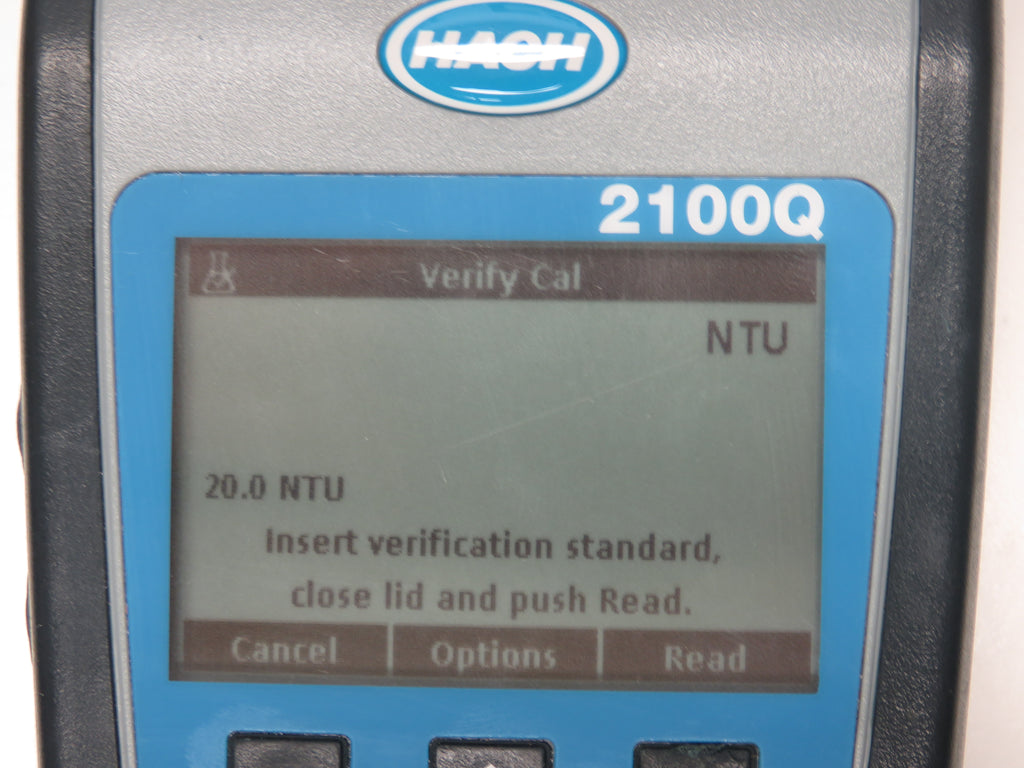 HACH
2100Q
Verify Cal
NTU
20.0 NTU
Insert verification standard,
close lid and push Read.
Cancel Options Read